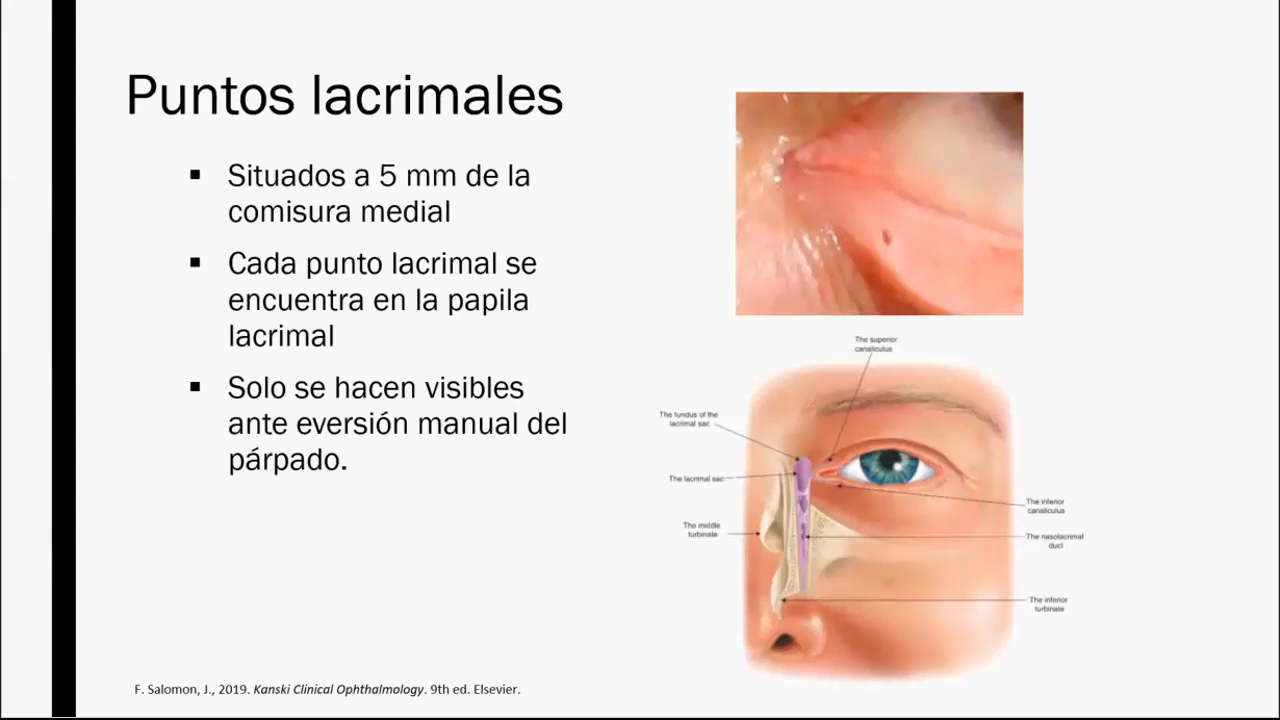 Puntos lacrimales
▪ Situados a 5 mm de la
comisura medial
▪ Cada punto lacrimal se
encuentra en la papila
lacrimal
▪ Solo se hacen visibles
ante eversión manual del
párpado.
The superior
canaliculus
The fundus of the
lacrimal sac
The lacrimal sac
The middle
turbinate
The inferior
canaliculus
The nasolacrimal
duct
The inferior
turbinate
F. Salomon, J., 2019. Kanski Clinical Ophthalmology. 9th ed. Elsevier.